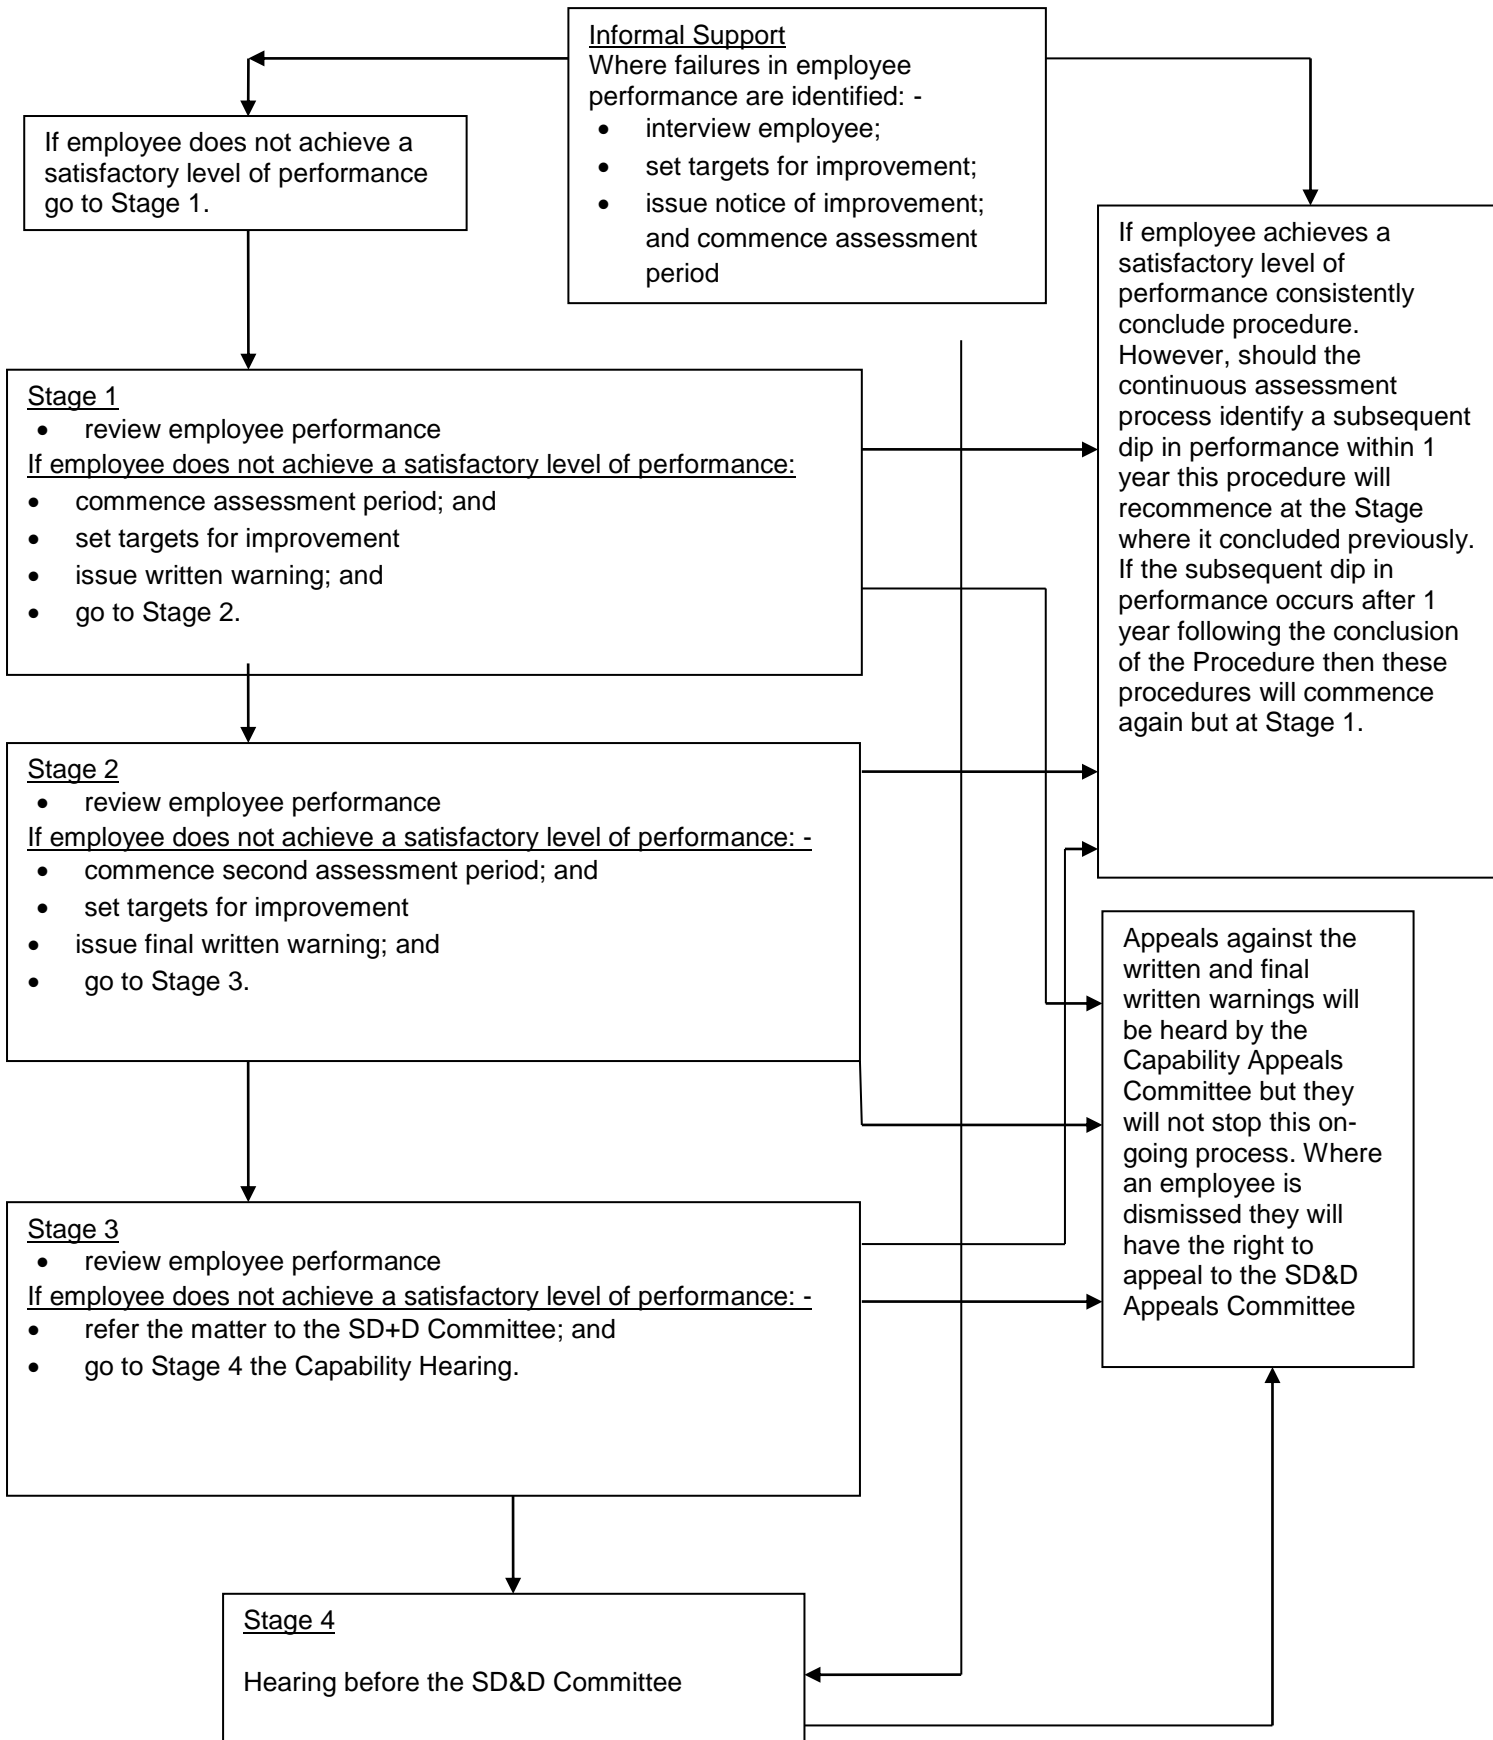 Informal Support
Where failures in employee
performance are identified: -
• interview employee;
• set targets for improvement;
• issue notice of improvement;
and commence assessment
period
If employee does not achieve a
satisfactory level of performance
go to Stage 1.
If employee achieves a
satisfactory level of
performance consistently
conclude procedure.
However, should the
continuous assessment
process identify a subsequent
dip in performance within 1
year this procedure will
recommence at the Stage
where it concluded previously.
If the subsequent dip in
performance occurs after 1
year following the conclusion
of the Procedure then these
procedures will commence
again but at Stage 1.
Stage 1
• review employee performance
If employee does not achieve a satisfactory level of performance:
• commence assessment period; and
• set targets for improvement
• issue written warning; and
• go to Stage 2.
Stage 2
• review employee performance
If employee does not achieve a satisfactory level of performance: -
• commence second assessment period; and
• set targets for improvement
• issue final written warning; and
• go to Stage 3.
Appeals against the
written and final
written warnings will
be heard by the
Capability Appeals
Committee but they
will not stop this on-
going process. Where
an employee is
dismissed they will
have the right to
appeal to the SD&D
Appeals Committee
Stage 3
• review employee performance
If employee does not achieve a satisfactory level of performance: -
• refer the matter to the SD+D Committee; and
• go to Stage 4 the Capability Hearing.
Stage 4
Hearing before the SD&D Committee